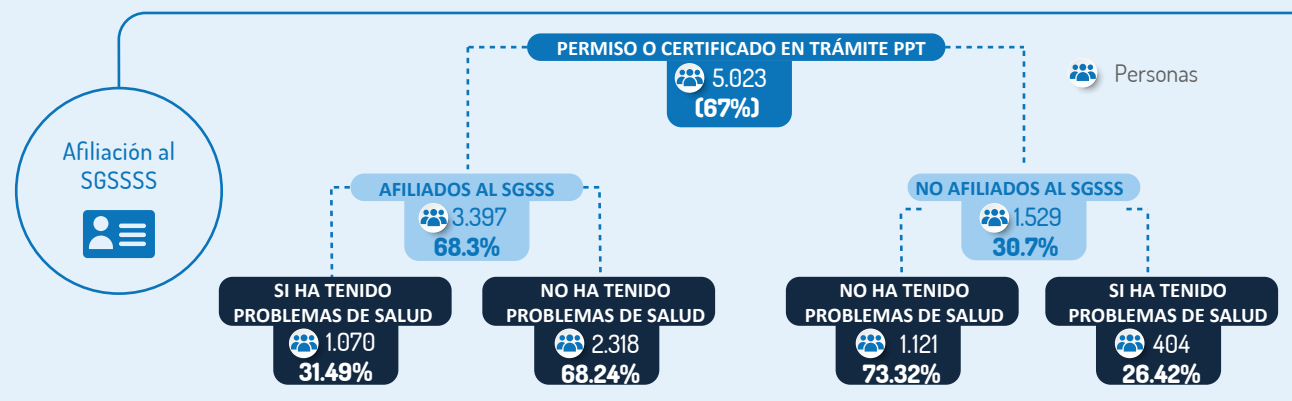 PERMISO O CERTIFICADO EN TRÁMITE PPT
5.023
(67%)
Personas
Afiliación al
SGSSSS
AFILIADOS AL SGSSS
3.397
68.3%
NO AFILIADOS AL SGSSS
1.529
30.7%
SI HA TENIDO
PROBLEMAS DE SALUD
1.070
31.49%
NO HA TENIDO
PROBLEMAS DE SALUD
2.318
68.24%
NO HA TENIDO
PROBLEMAS DE SALUD
1.121
73.32%
SI HA TENIDO
PROBLEMAS DE SALUD
404
26.42%